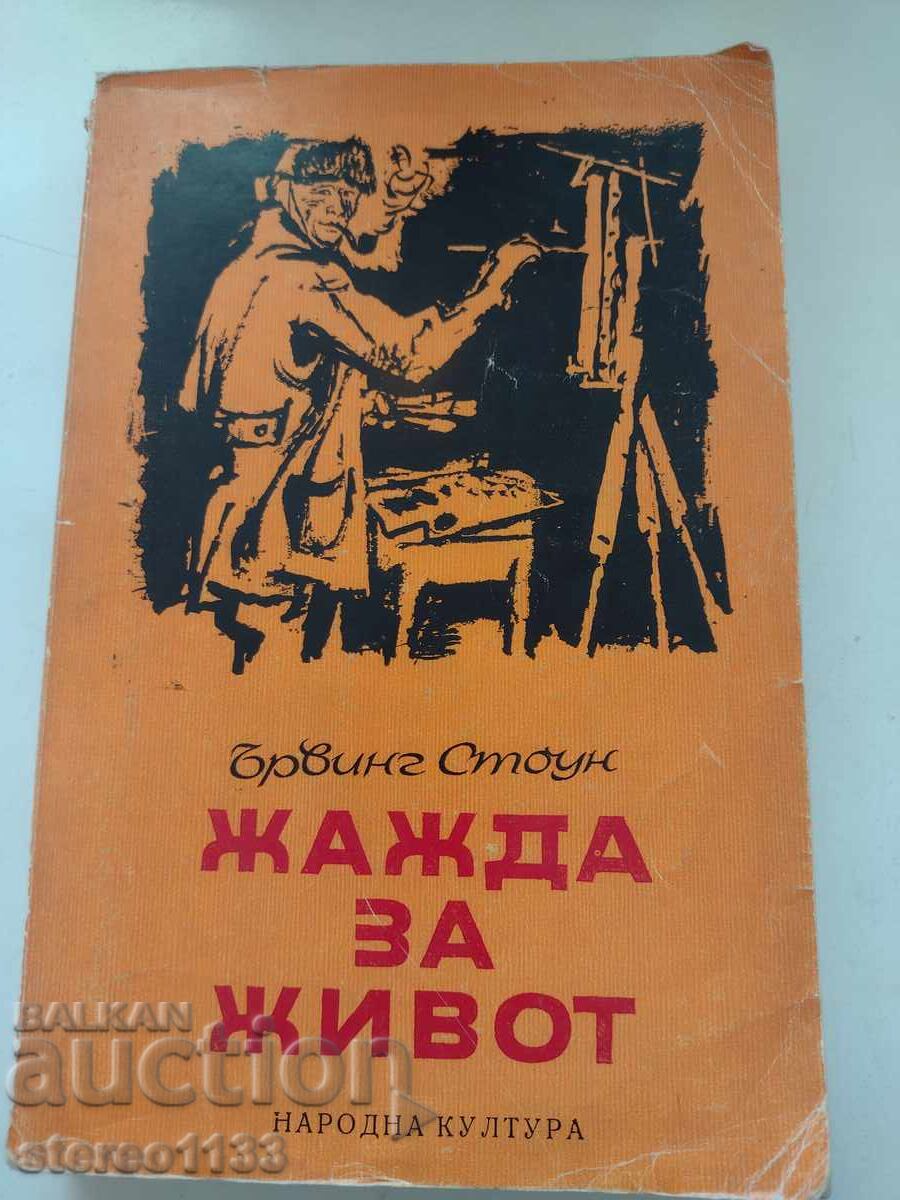 Ървинг Стоун
ЖАЖДА
ЗА
ЖИВОТ
НАРОДНА КУЛТУРА
BALKAN
auction
stereo1133